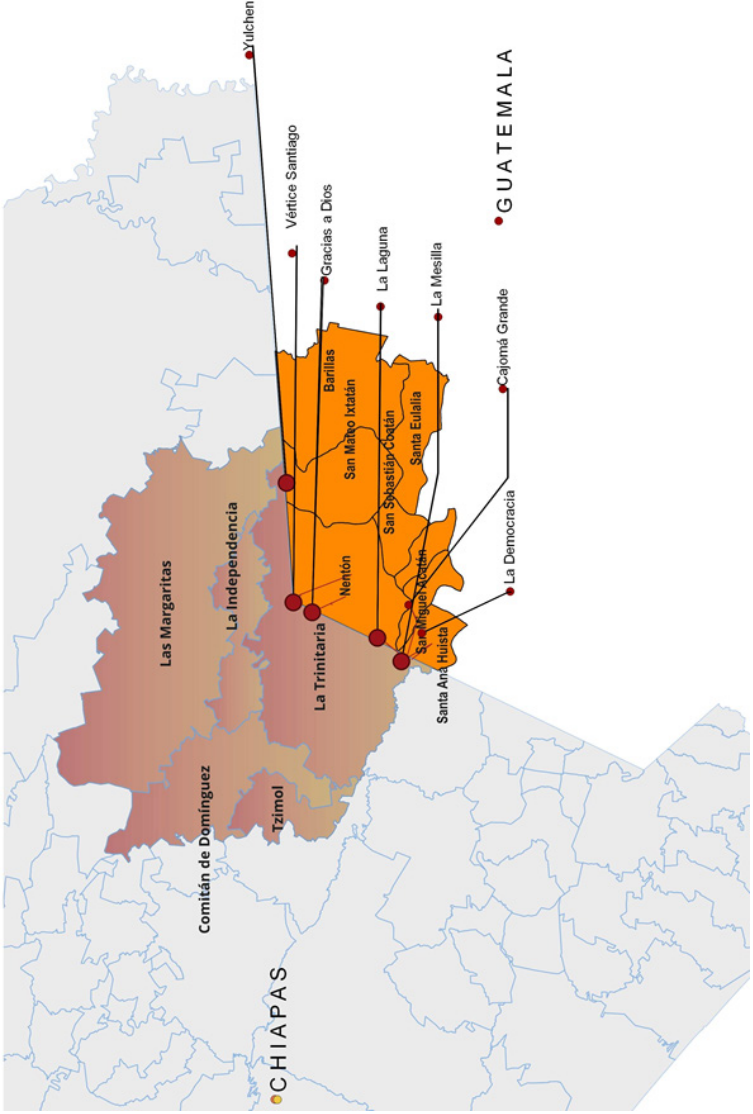 Yulchen
Vértice Santiago
Gracias a Dios
La Laguna
La Mesilla
Cajomá Grande
La Democracia
GUATEMALA
Barillas
San Mateo Ixtatán
San Sebastián Coatán
Santa Eulalia
Nentón
San Miguel Acatán
Santa Ana Huista
Las Margaritas
La Independencia
La Trinitaria
Comitán de Domínguez
Tzimol
CHIAPAS